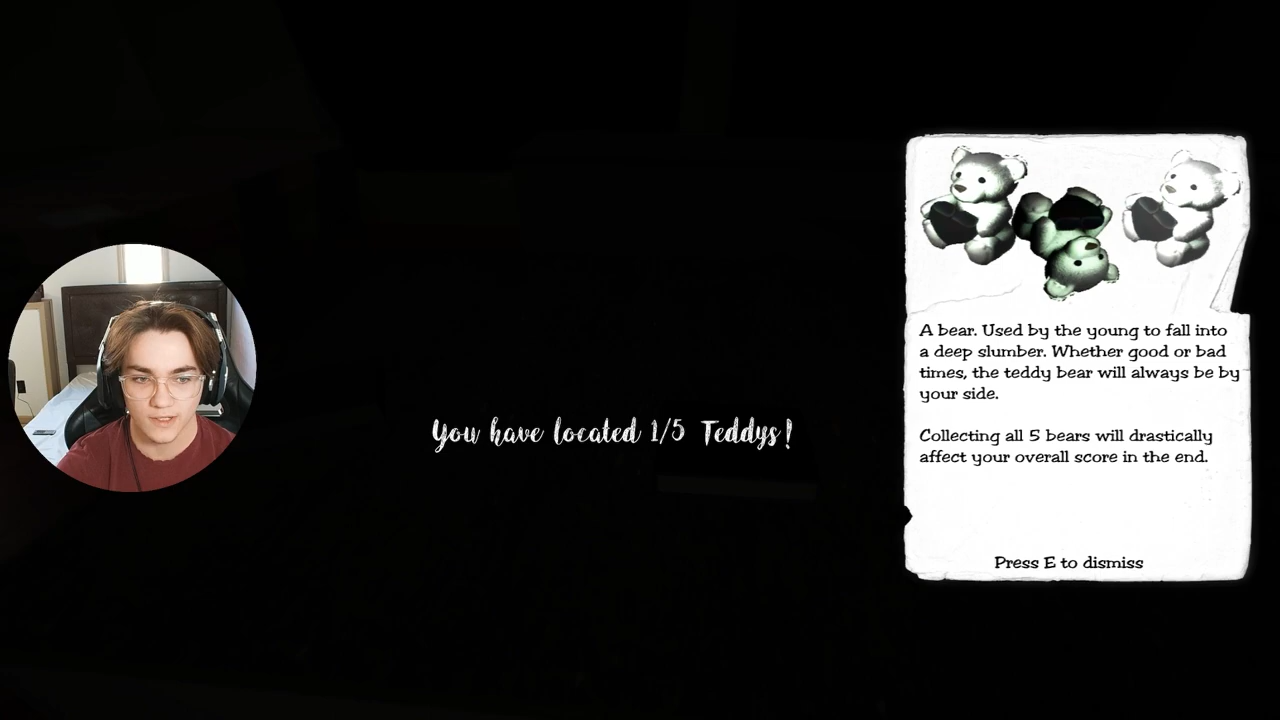 You have located 1/5 Teddys!
A bear. Used by the young to fall into
a deep slumber. Whether good or bad
times, the teddy bear will always be by
your side.
Collecting all 5 bears will drastically
affect your overall score in the end.
Press E to dismiss